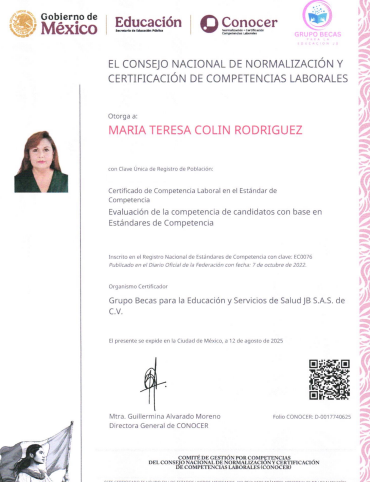 Gobierno de
México
Educación
Secretaría de Educación Pública
Conocer
GRUPO BECAS
EL CONSEJO NACIONAL DE NORMALIZACIÓN Y
CERTIFICACIÓN DE COMPETENCIAS LABORALES
Otorga a:
MARIA TERESA COLIN RODRIGUEZ
con Clave Única de Registro de Población:
Certificado de Competencia Laboral en el Estándar de
Competencia
Evaluación de la competencia de candidatos con base en
Estándares de Competencia
Inscrito en el Registro Nacional de Estándares de Competencia con clave: EC0076
Publicado en el Diario Oficial de la Federación con fecha: 7 de octubre de 2022.
Organismo Certificador
Grupo Becas para la Educación y Servicios de Salud JB S.A.S. de
C.V.
El presente se expide en la Ciudad de México, a 12 de agosto de 2025
Mtra. Guillermina Alvarado Moreno
Directora General de CONOCER
Folio CONOCER: D-0017740625
COMITÉ DE GESTIÓN POR COMPETENCIAS
DEL CONSEJO NACIONAL DE NORMALIZACIÓN Y CERTIFICACIÓN
DE COMPETENCIAS LABORALES (CONOCER)